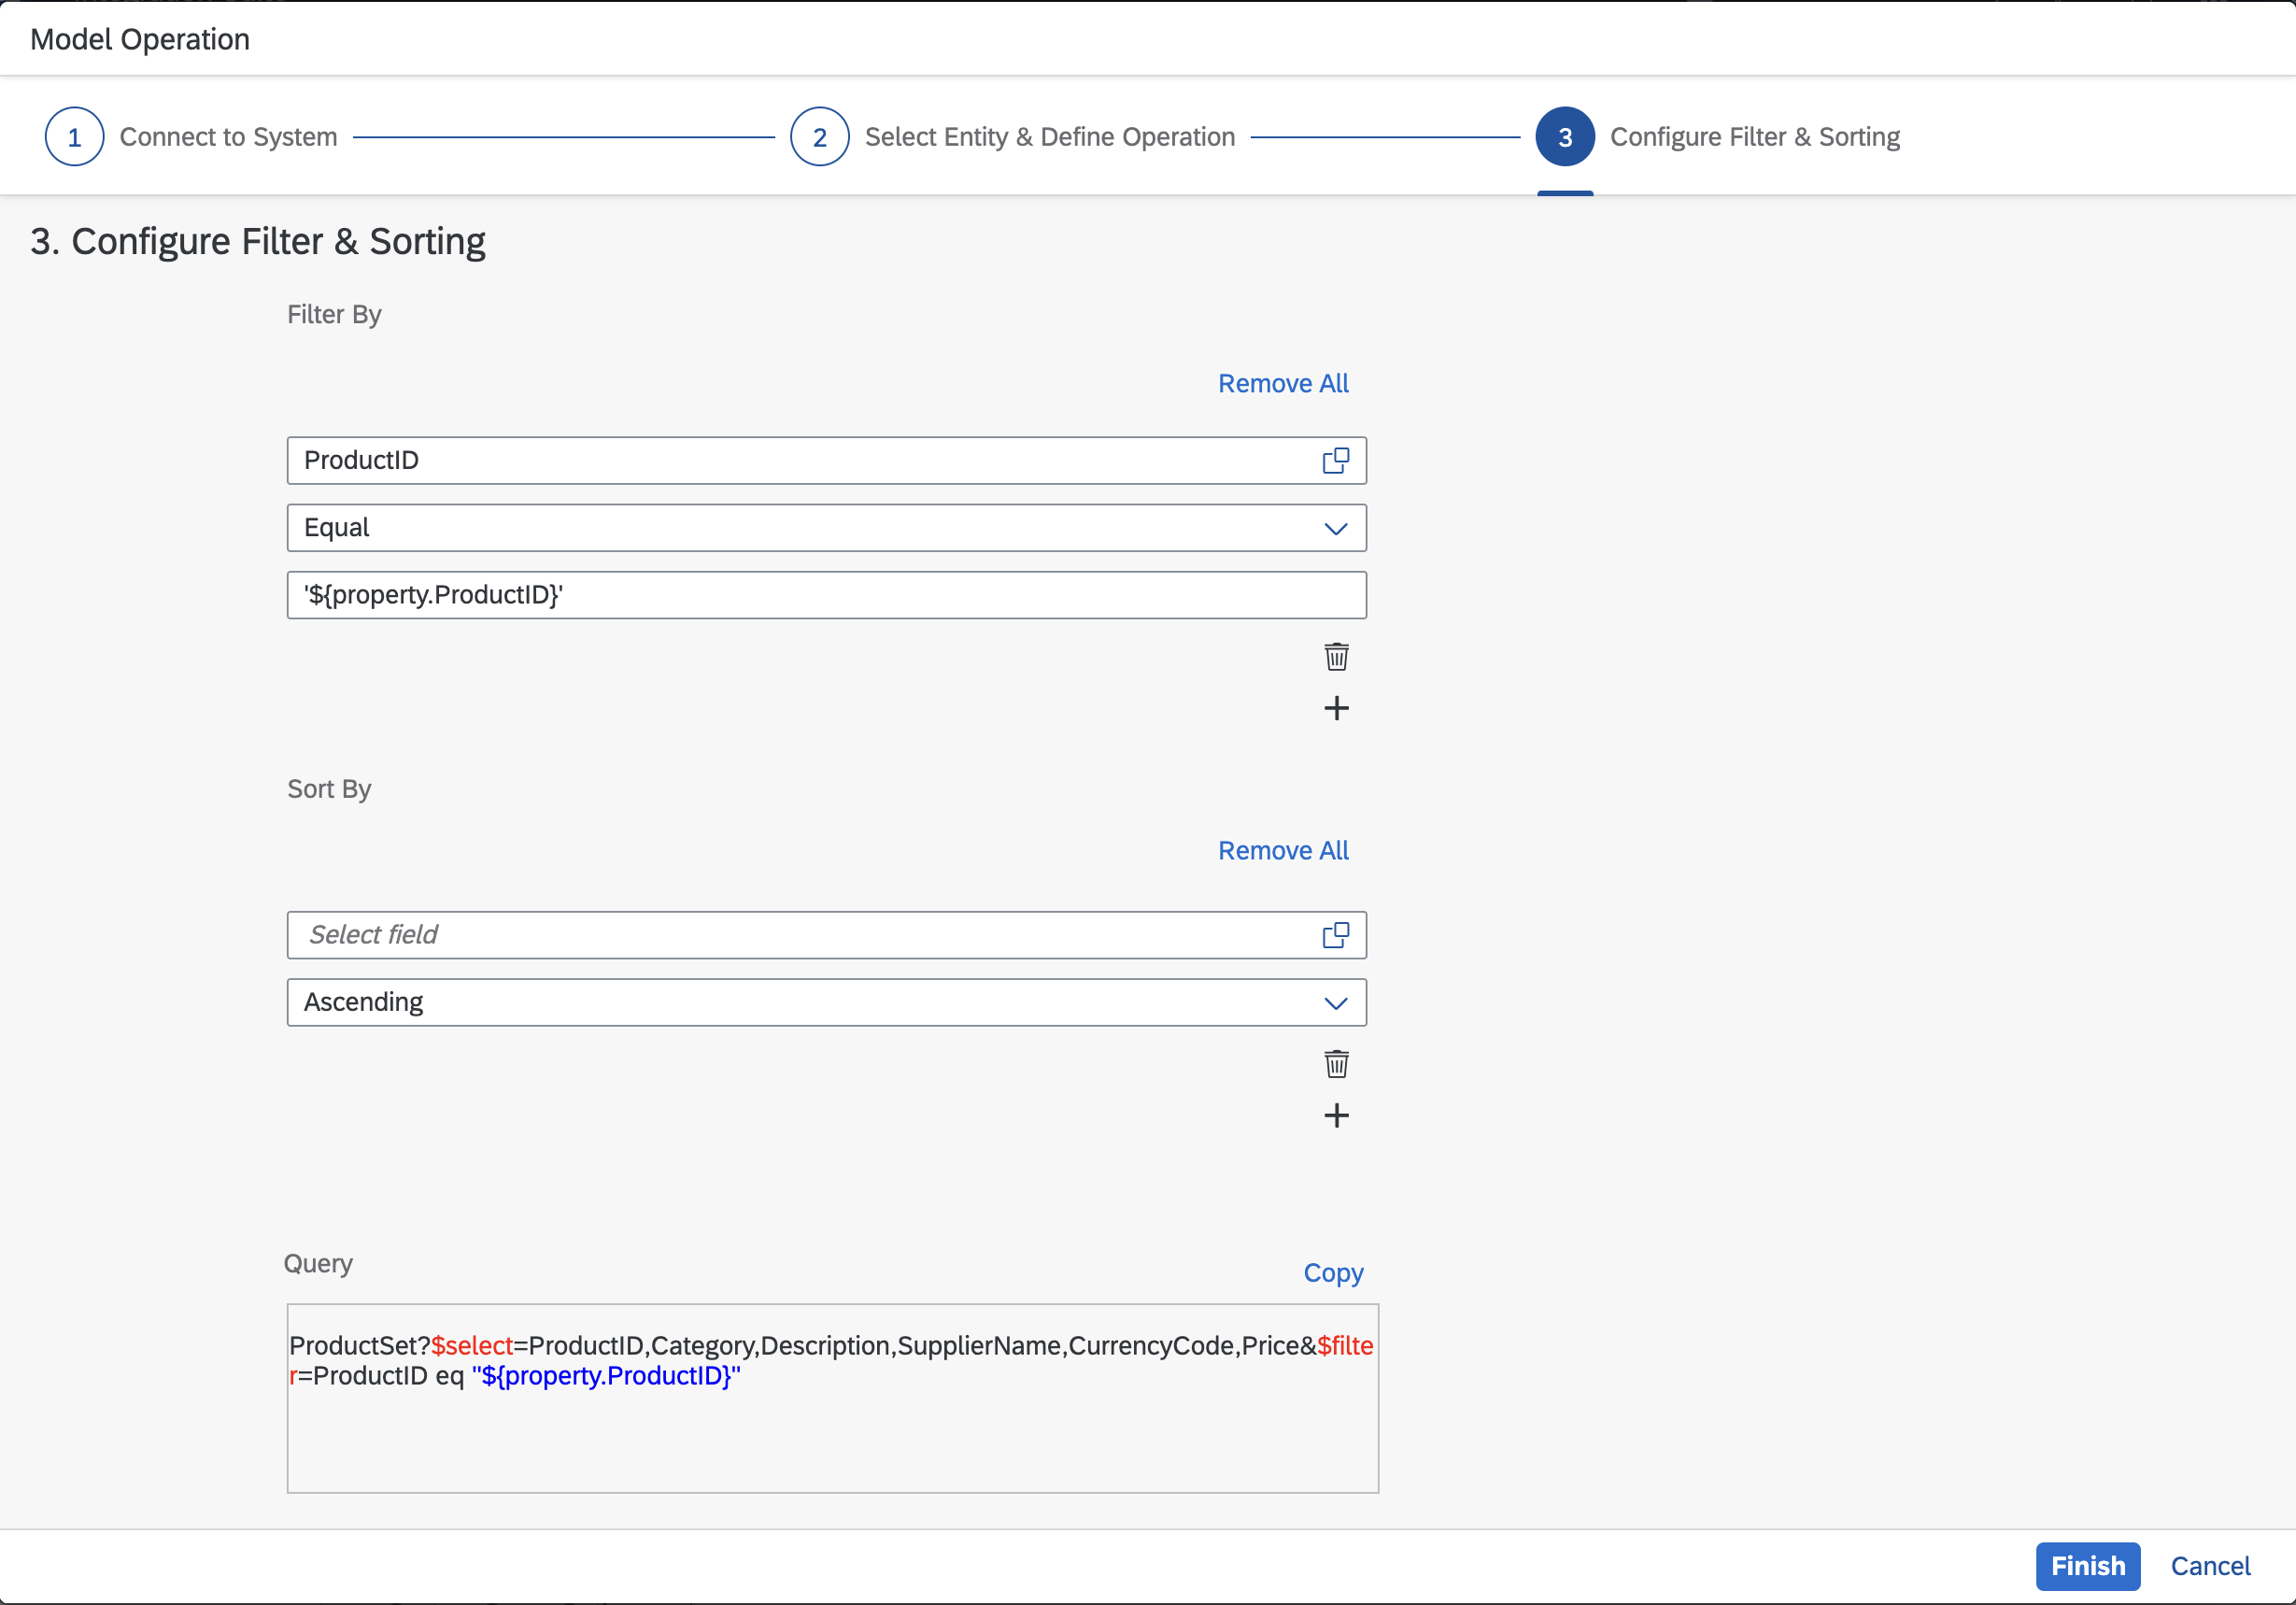 Model Operation
1 Connect to System 2 Select Entity & Define Operation 3 Configure Filter & Sorting
3. Configure Filter & Sorting
Filter By
Remove All
ProductID
Equal
'${property.ProductID}'
Sort By
Remove All
Select field
Ascending
Query
Copy
ProductSet?$select=ProductID,Category,Description,SupplierName,CurrencyCode,Price&$filte
r=ProductID eq "${property.ProductID}"
Finish Cancel